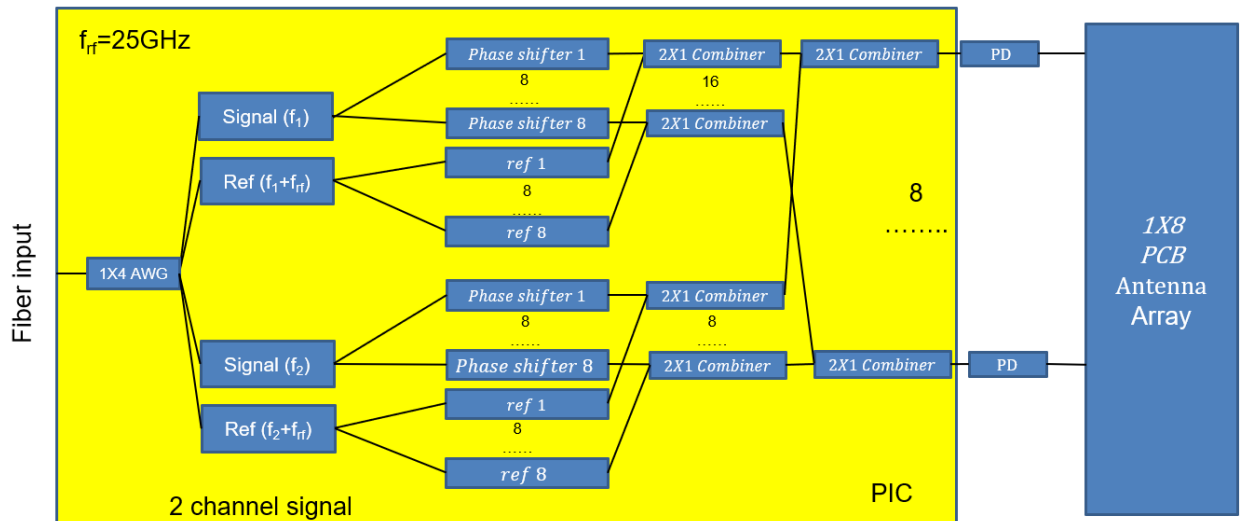 f_rf=25GHz
Fiber input
1X4 AWG
Signal (f₁)
Ref (f₁+f_rf)
Signal (f₂)
Ref (f₂+f_rf)
Phase shifter 1
8
......
Phase shifter 8
ref 1
8
......
ref 8
Phase shifter 1
8
......
Phase shifter 8
ref 1
8
......
ref 8
2X1 Combiner
16
......
2X1 Combiner
2X1 Combiner
8
......
2X1 Combiner
2X1 Combiner
8
........
2X1 Combiner
PD
PD
1X8
PCB
Antenna
Array
2 channel signal
PIC